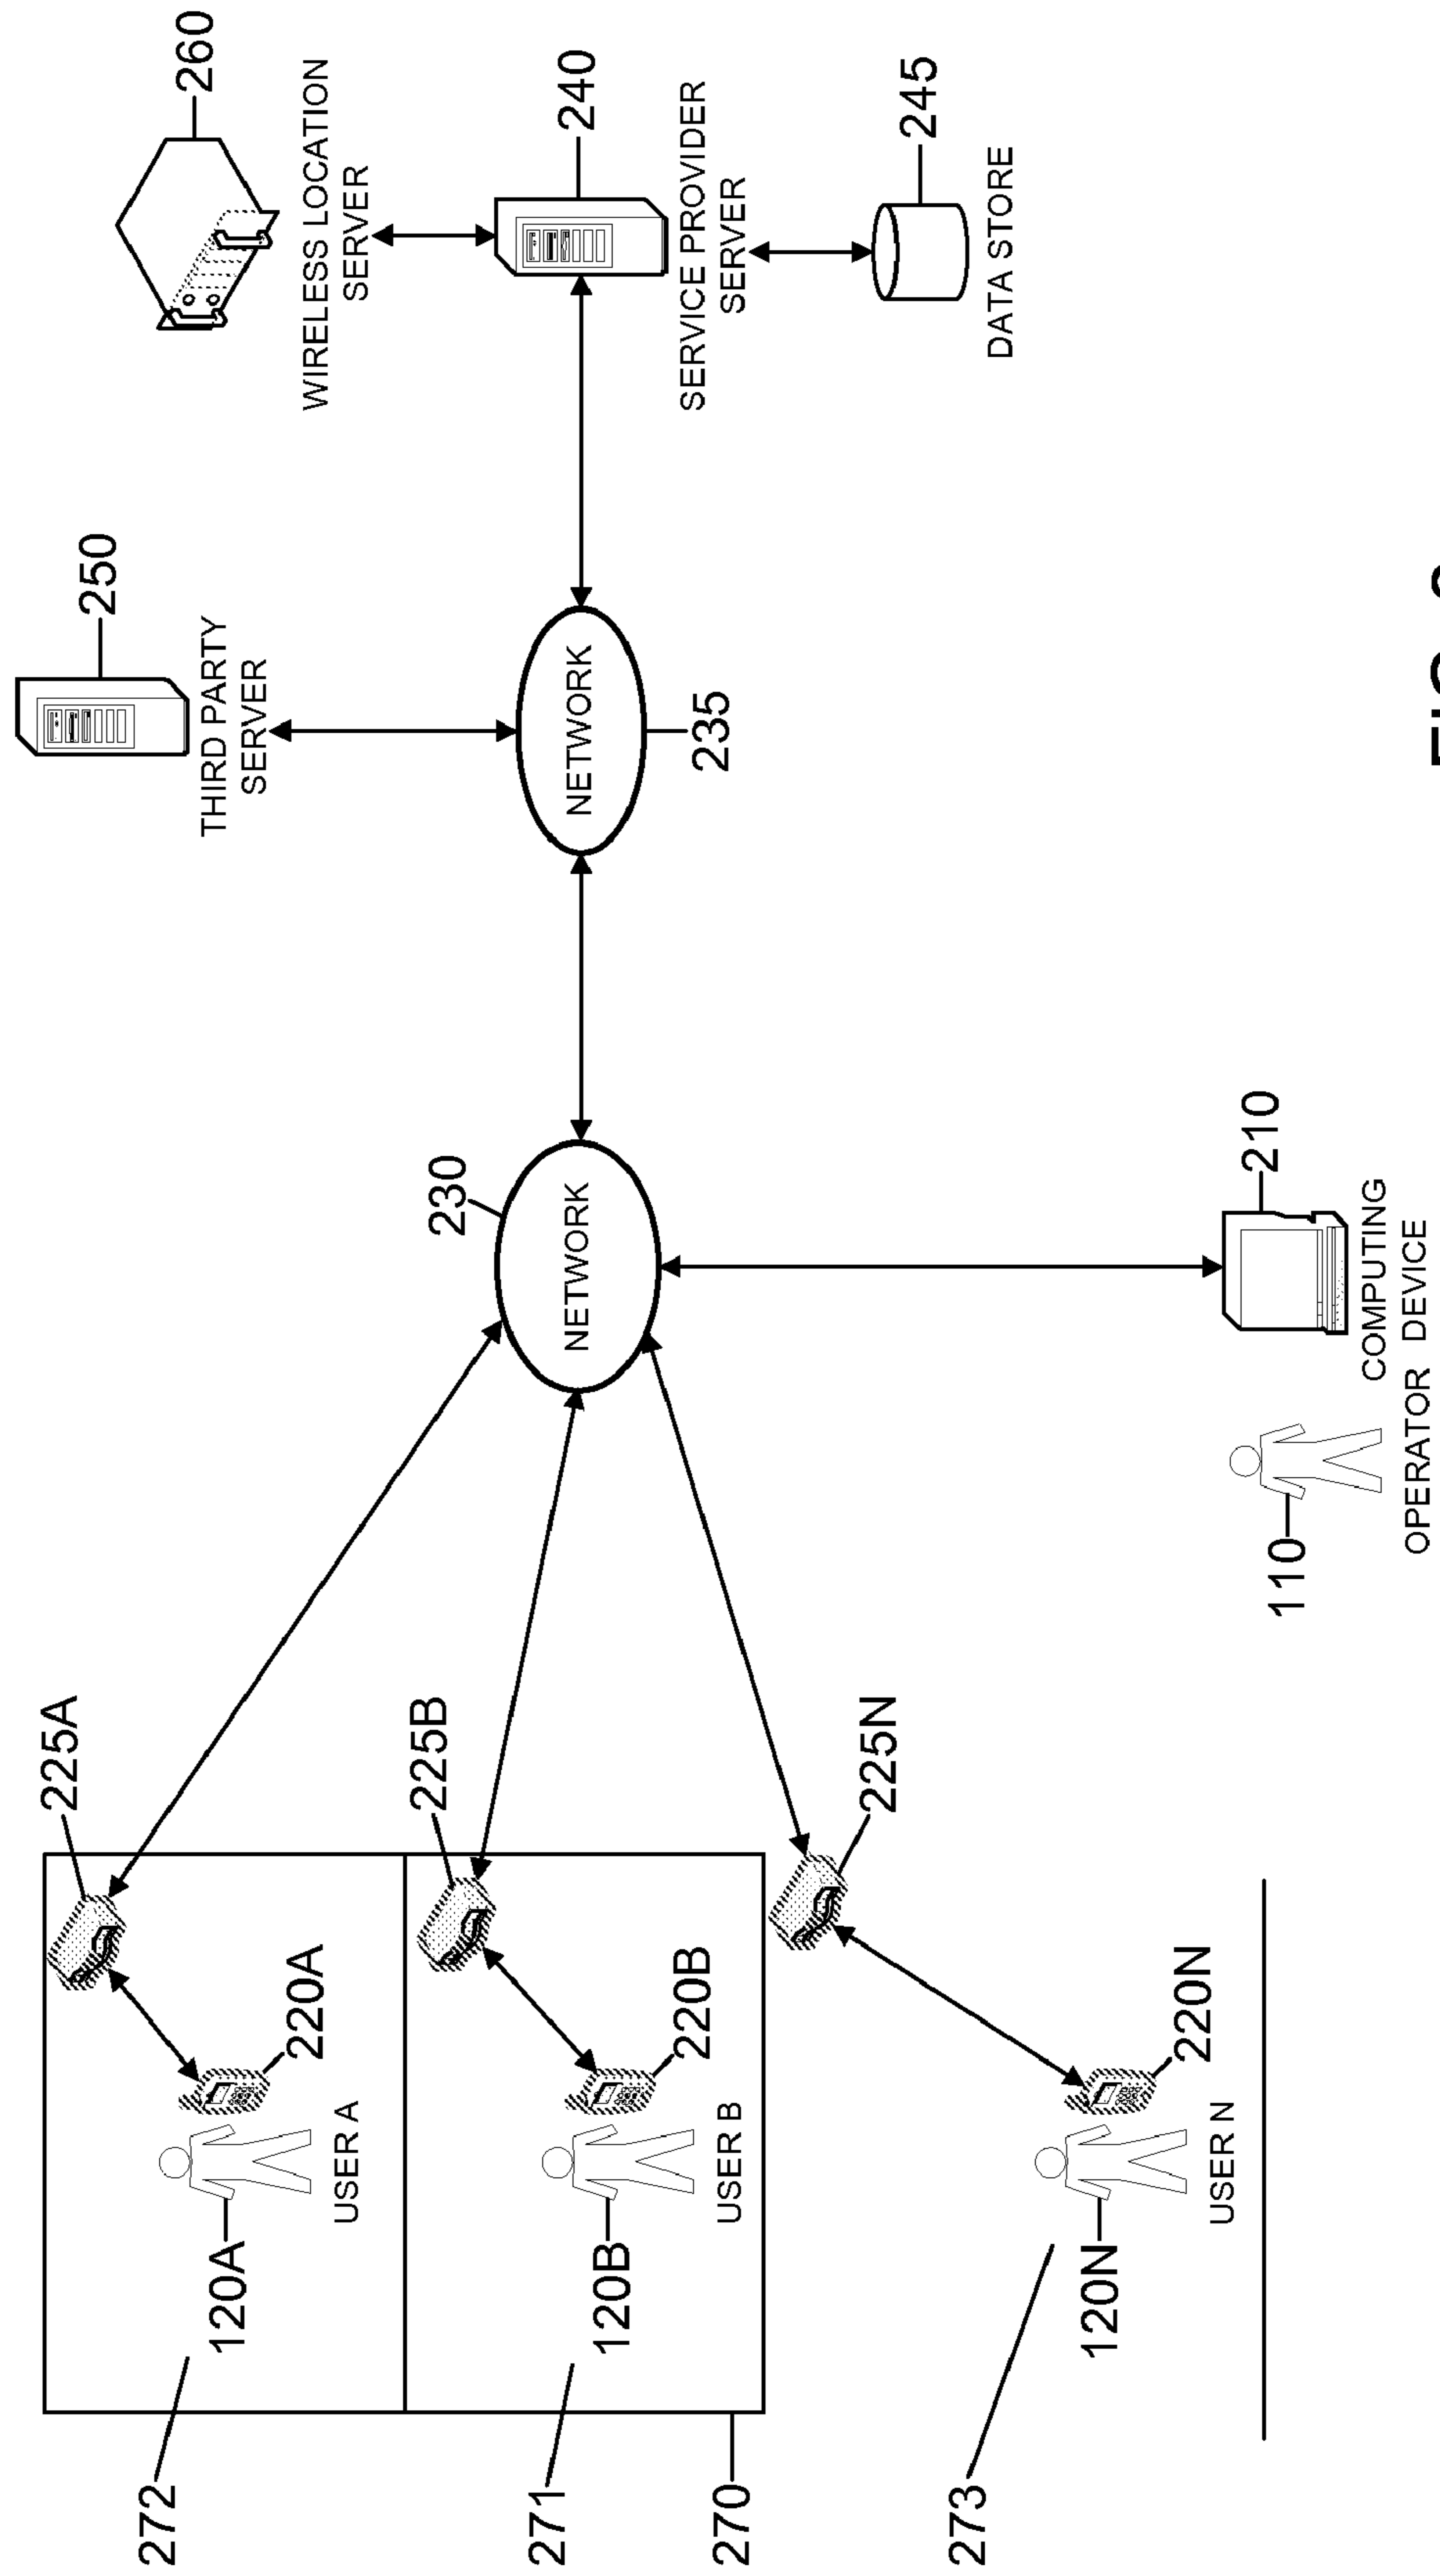 272
120A
USER A
220A
225A
271
120B
USER B
220B
225B
270
273
120N
USER N
220N
225N
230
NETWORK
110
OPERATOR
210
COMPUTING
DEVICE
250
THIRD PARTY
SERVER
NETWORK
235
260
WIRELESS LOCATION
SERVER
240
SERVICE PROVIDER
SERVER
245
DATA STORE